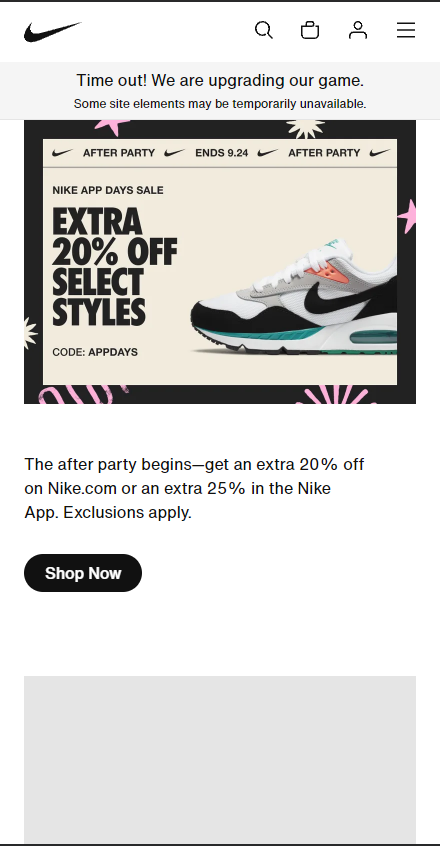 Time out! We are upgrading our game.
Some site elements may be temporarily unavailable.
AFTER PARTY ENDS 9.24 AFTER PARTY
NIKE APP DAYS SALE
EXTRA
20% OFF
SELECT
STYLES
CODE: APPDAYS
The after party begins—get an extra 20% off
on Nike.com or an extra 25% in the Nike
App. Exclusions apply.
Shop Now